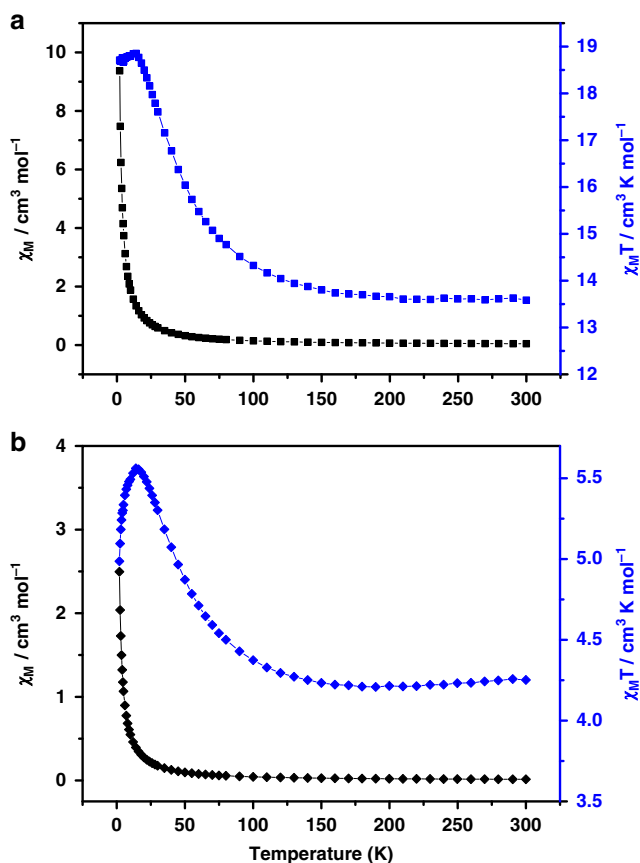 a
10
8
6
4
2
0
χM / cm³ mol⁻¹
19
18
17
16
15
14
13
12
χMT / cm³ K mol⁻¹
0 50 100 150 200 250 300
b
4
3
2
1
0
χM / cm³ mol⁻¹
5.5
5.0
4.5
4.0
3.5
χMT / cm³ K mol⁻¹
0 50 100 150 200 250 300
Temperature (K)